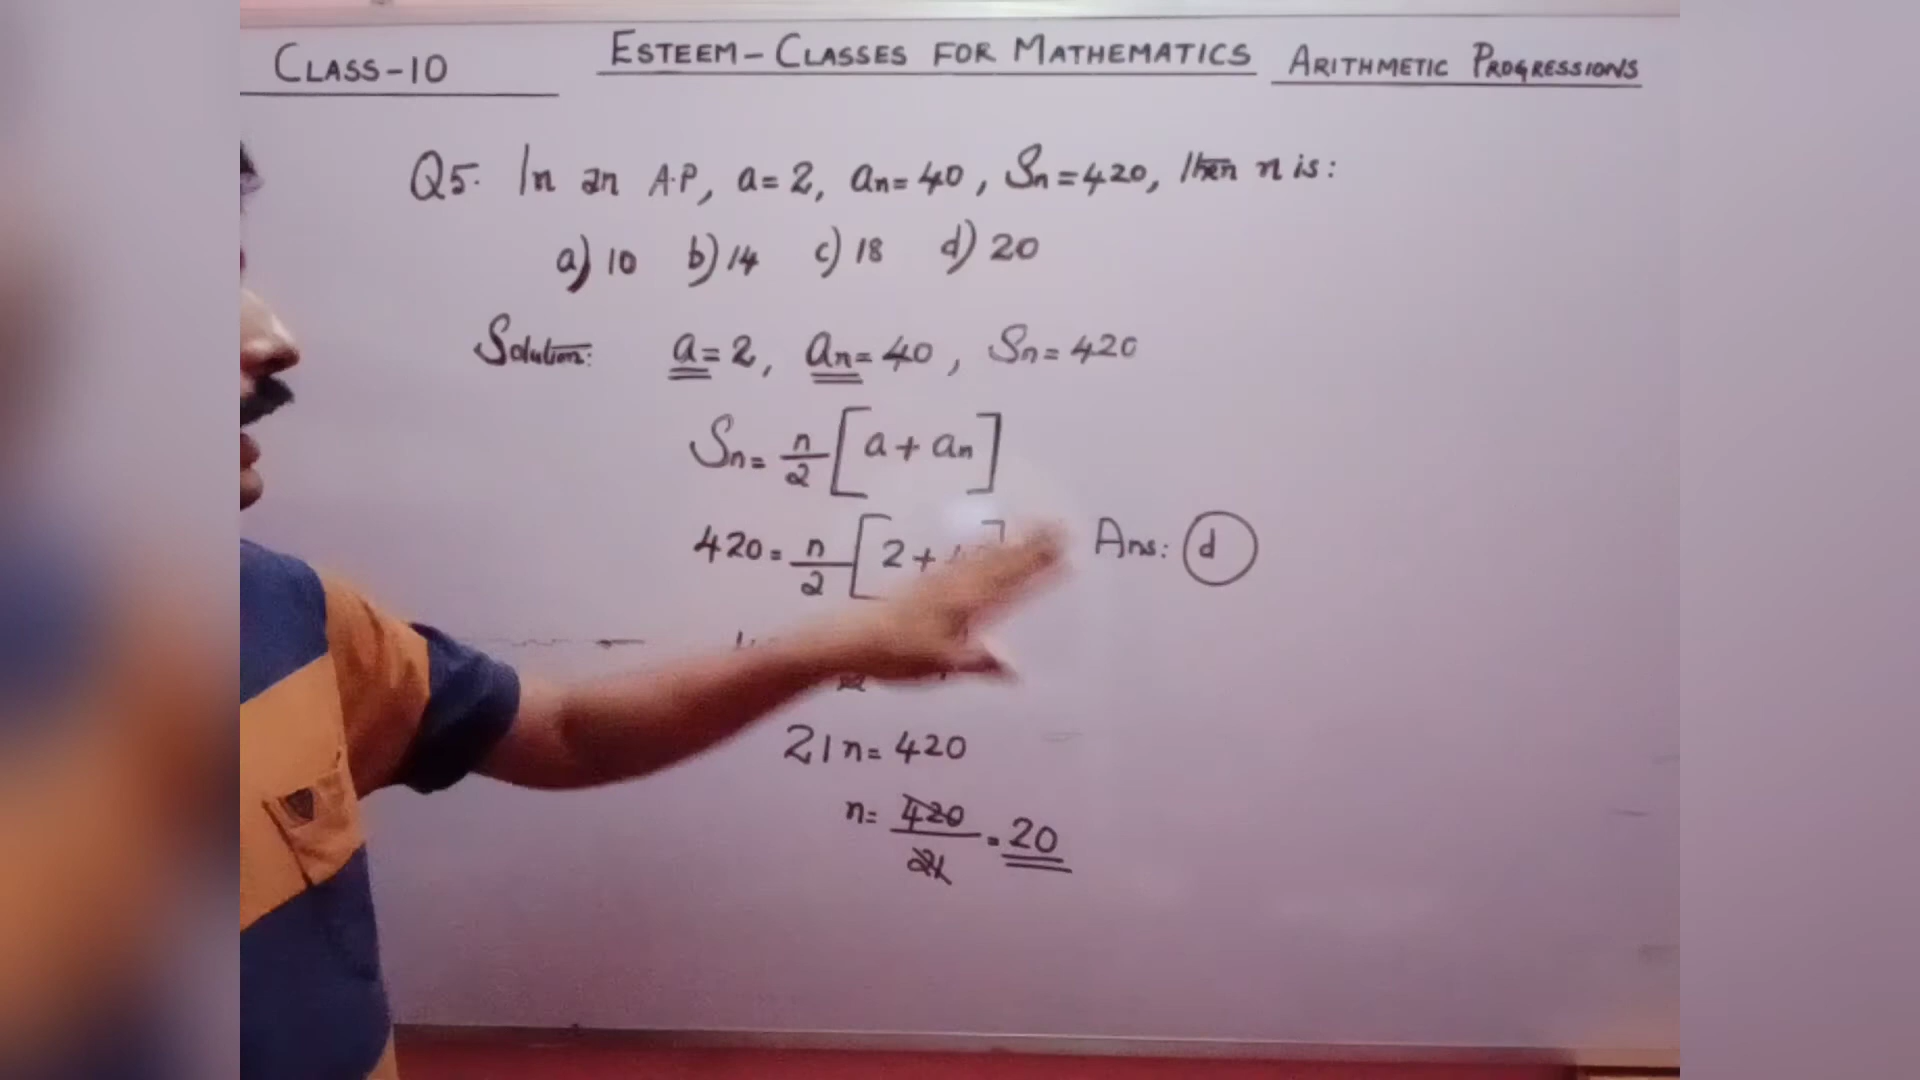 CLASS-10
ESTEEM-CLASSES FOR MATHEMATICS
ARITHMETIC PROGRESSIONS
Q5. In an A.P, a=2, an=40, Sn=420, then n is:
a) 10 b) 14 c) 18 d) 20
Solution: a=2, an=40, Sn=420
Sn= n/2 [a+an]
420= n/2 [2+
Ans: d
21n=420
n= 420/21 = 20